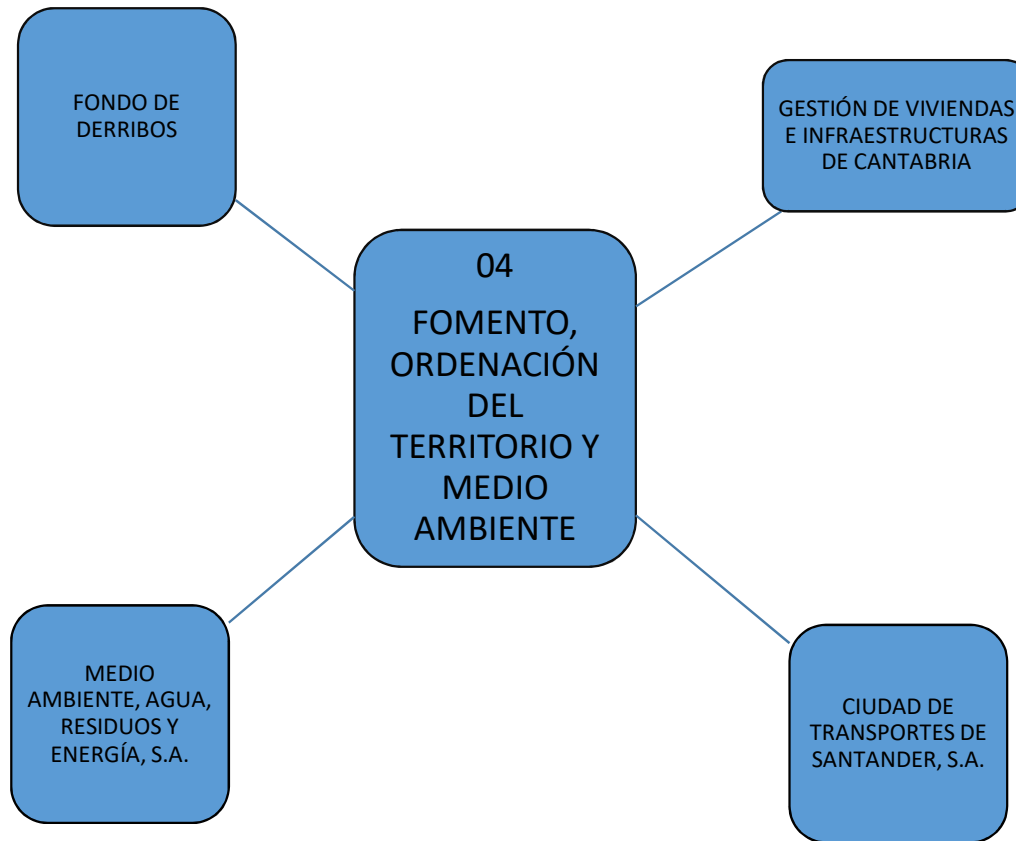 FONDO DE
DERRIBOS
GESTIÓN DE VIVIENDAS
E INFRAESTRUCTURAS
DE CANTABRIA
04
FOMENTO,
ORDENACIÓN
DEL
TERRITORIO Y
MEDIO
AMBIENTE
MEDIO
AMBIENTE, AGUA,
RESIDUOS Y
ENERGÍA, S.A.
CIUDAD DE
TRANSPORTES DE
SANTANDER, S.A.